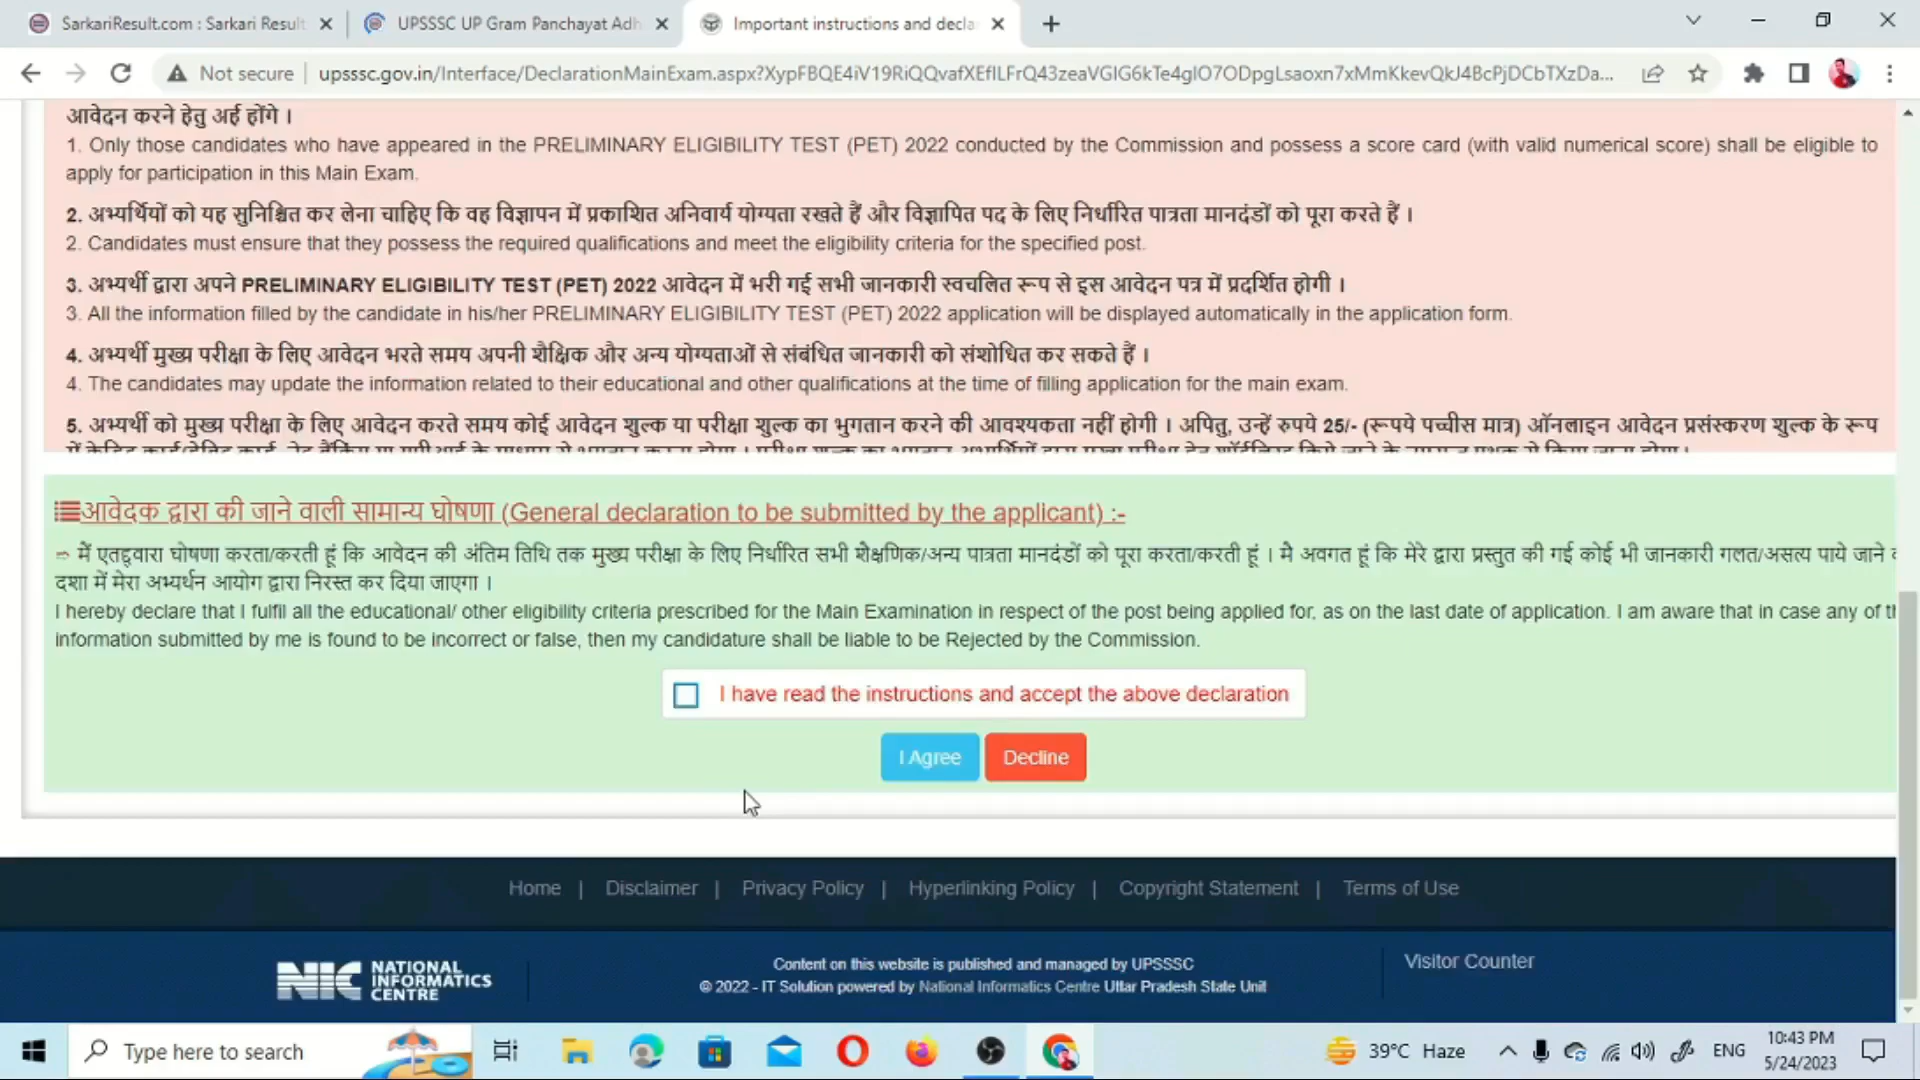 SarkariResult.com : Sarkari Result
UPSSSC UP Gram Panchayat Adh
Important instructions and decla
Not secure
upsssc.gov.in/Interface/DeclarationMainExam.aspx?XypFBQE4iV19RiQQvafXEfILFrQ43zeaVGIG6kTe4gIO7ODpgLsaoxn7xMmKkevQkJ4BcPjDCbTXzDa...
आवेदन करने हेतु अर्ह होंगे ।
1. Only those candidates who have appeared in the PRELIMINARY ELIGIBILITY TEST (PET) 2022 conducted by the Commission and possess a score card (with valid numerical score) shall be eligible to
apply for participation in this Main Exam.
2. अभ्यर्थियों को यह सुनिश्चित कर लेना चाहिए कि वह विज्ञापन में प्रकाशित अनिवार्य योग्यता रखते हैं और विज्ञापित पद के लिए निर्धारित पात्रता मानदंडों को पूरा करते हैं ।
2. Candidates must ensure that they possess the required qualifications and meet the eligibility criteria for the specified post.
3. अभ्यर्थी द्वारा अपने PRELIMINARY ELIGIBILITY TEST (PET) 2022 आवेदन में भरी गई सभी जानकारी स्वचलित रूप से इस आवेदन पत्र में प्रदर्शित होगी ।
3. All the information filled by the candidate in his/her PRELIMINARY ELIGIBILITY TEST (PET) 2022 application will be displayed automatically in the application form.
4. अभ्यर्थी मुख्य परीक्षा के लिए आवेदन भरते समय अपनी शैक्षिक और अन्य योग्यताओं से संबंधित जानकारी को संशोधित कर सकते हैं ।
4. The candidates may update the information related to their educational and other qualifications at the time of filling application for the main exam.
5. अभ्यर्थी को मुख्य परीक्षा के लिए आवेदन करते समय कोई आवेदन शुल्क या परीक्षा शुल्क का भुगतान करने की आवश्यकता नहीं होगी । अपितु, उन्हें रुपये 25/- (रूपये पच्चीस मात्र) ऑनलाइन आवेदन प्रसंस्करण शुल्क के रूप
आवेदक द्वारा की जाने वाली सामान्य घोषणा (General declaration to be submitted by the applicant) :-
⇨ मैं एतद्द्वारा घोषणा करता/करती हूं कि आवेदन की अंतिम तिथि तक मुख्य परीक्षा के लिए निर्धारित सभी शैक्षणिक/अन्य पात्रता मानदंडों को पूरा करता/करती हूं । मै अवगत हूं कि मेरे द्वारा प्रस्तुत की गई कोई भी जानकारी गलत/असत्य पाये जाने
दशा में मेरा अभ्यर्थन आयोग द्वारा निरस्त कर दिया जाएगा ।
I hereby declare that I fulfil all the educational/ other eligibility criteria prescribed for the Main Examination in respect of the post being applied for, as on the last date of application. I am aware that in case any of
information submitted by me is found to be incorrect or false, then my candidature shall be liable to be Rejected by the Commission.
I have read the instructions and accept the above declaration
I Agree Decline
Home | Disclaimer | Privacy Policy | Hyperlinking Policy | Copyright Statement | Terms of Use
NIC NATIONAL INFORMATICS CENTRE
Content on this website is published and managed by UPSSSC
© 2022 - IT Solution powered by National Informatics Centre Uttar Pradesh State Unit
Visitor Counter
Type here to search
39°C Haze
ENG
10:43 PM
5/24/2023